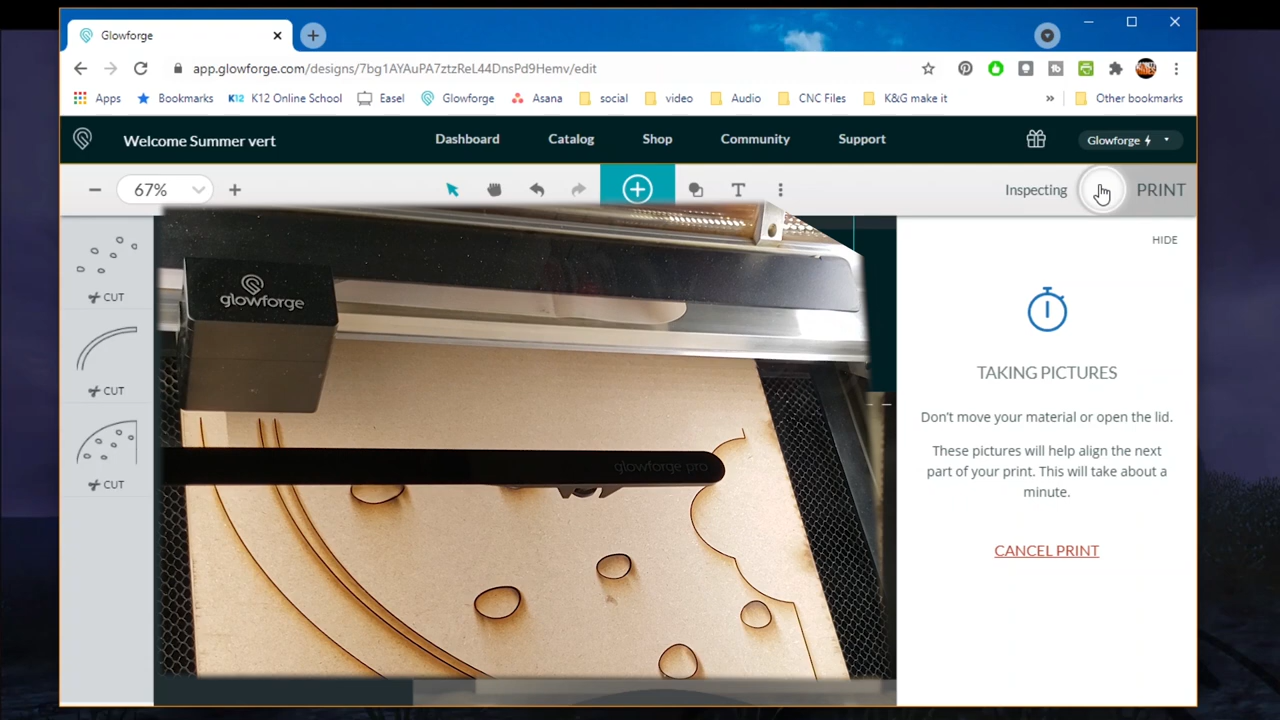 Glowforge
app.glowforge.com/designs/7bg1AYAuPA7ztzReL44DnsPd9Hemv/edit
Apps Bookmarks K12 K12 Online School Easel Glowforge Asana social video Audio CNC Files K&G make it » Other bookmarks
Welcome Summer vert Dashboard Catalog Shop Community Support Glowforge
67% T Inspecting PRINT
HIDE
CUT
glowforge
TAKING PICTURES
CUT
Don't move your material or open the lid.
These pictures will help align the next
part of your print. This will take about a
minute.
glowforge pro
CUT
CANCEL PRINT